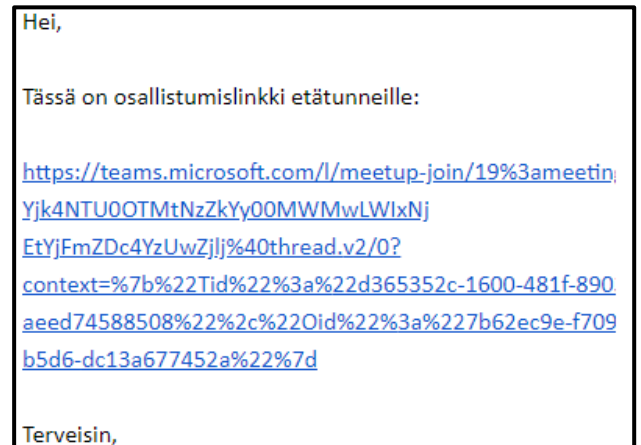 Hei,
Tässä on osallistumislinkki etätunneille:
https://teams.microsoft.com/l/meetup-join/19%3ameeting
Yjk4NTU0OTMtNzZkYy00MWMwLWIxNj
EtYjFmZDc4YzUwZjlj%40thread.v2/0?
context=%7b%22Tid%22%3a%22d365352c-1600-481f-890
aeed74588508%22%2c%22Oid%22%3a%227b62ec9e-f709
b5d6-dc13a677452a%22%7d
Terveisin,